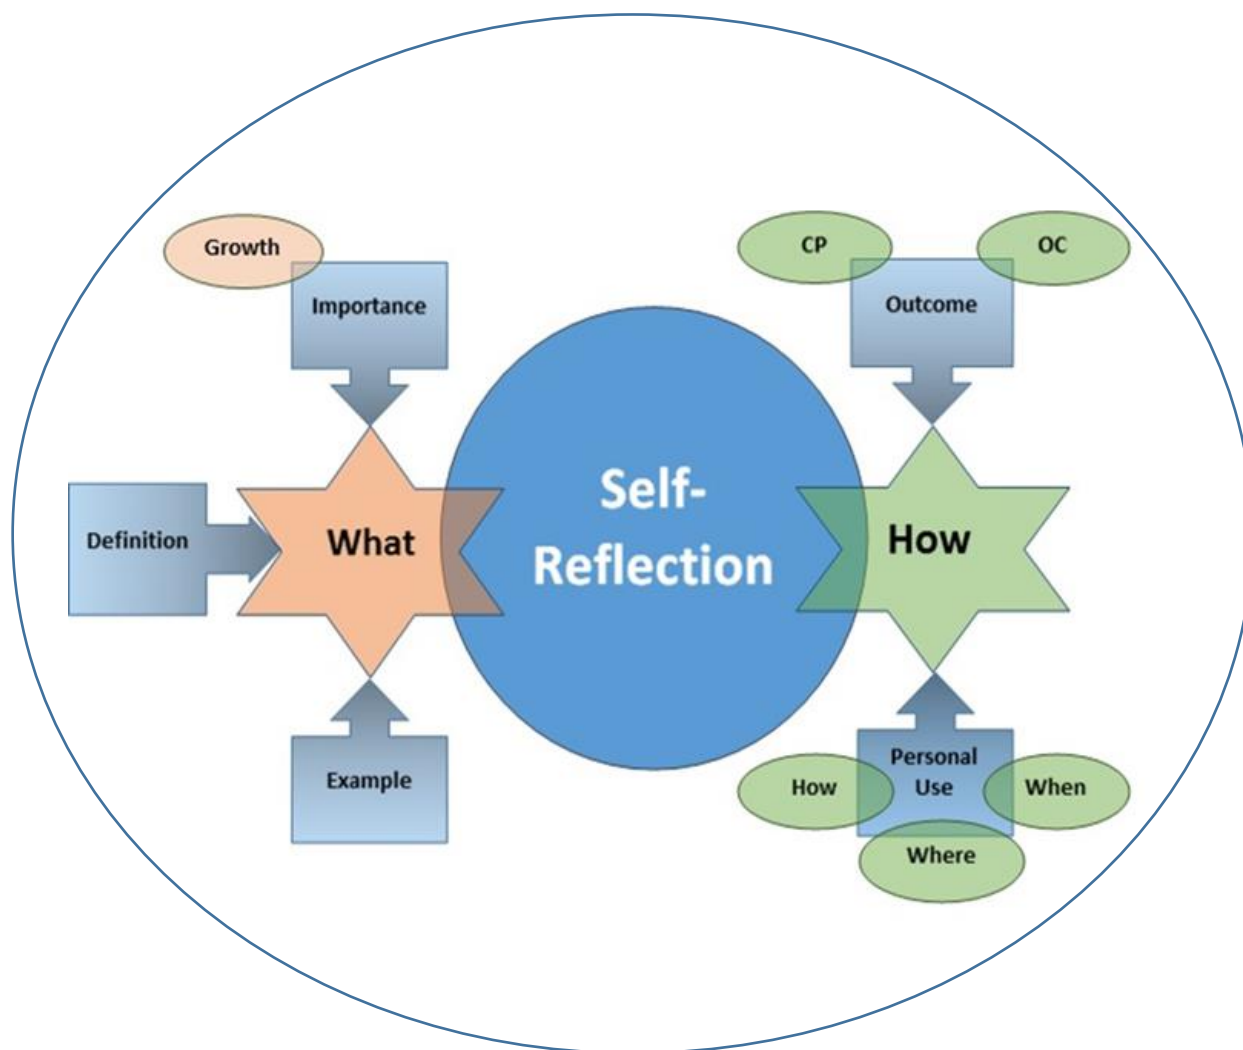 Growth
CP
OC
Importance
Outcome
Self-
Reflection
Definition
What
How
Example
Personal
Use
How
When
Where